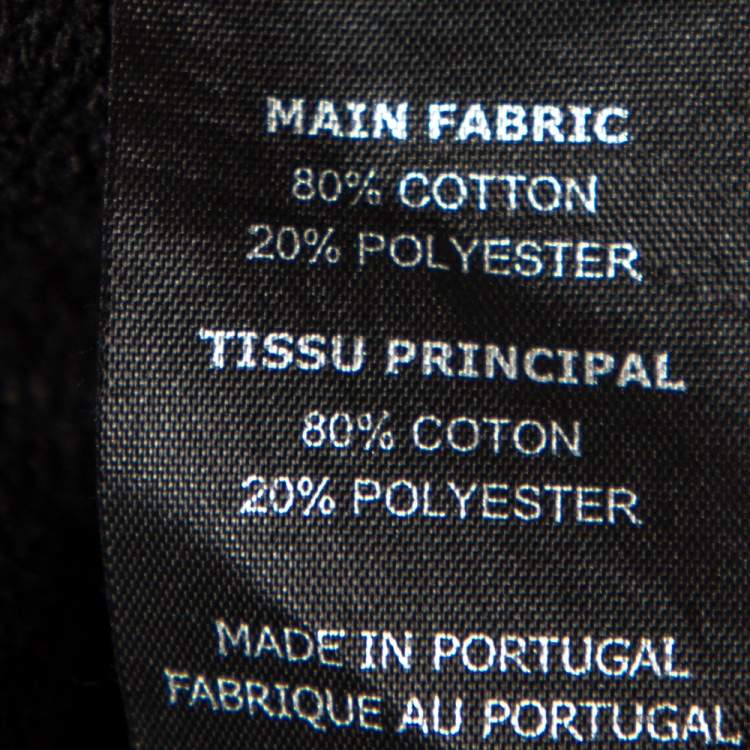 MAIN FABRIC
80% COTTON
20% POLYESTER
TISSU PRINCIPAL
80% COTON
20% POLYESTER
MADE IN PORTUGAL
FABRIQUE AU PORTUGAL